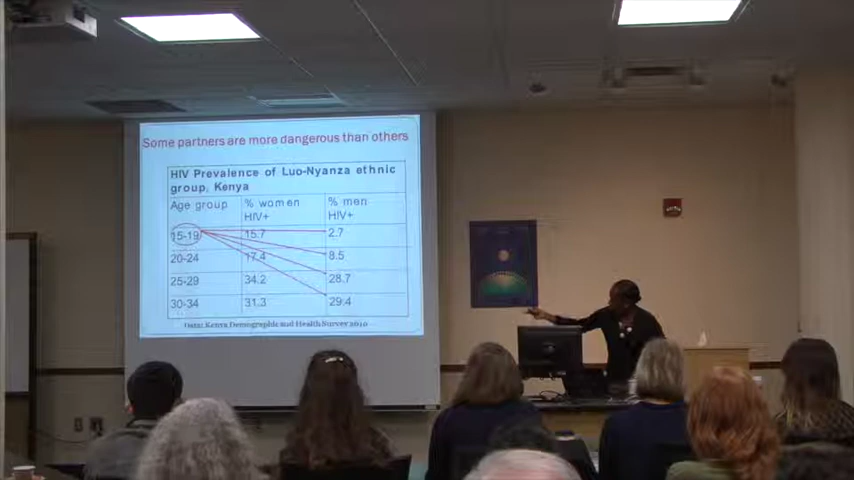 Some partners are more dangerous than others
HIV Prevalence of Luo-Nyanza ethnic
group, Kenya
Age group % women % men
HIV+ HIV+
15-19 15.7 2.7
20-24 17.4 8.5
25-29 34.2 28.7
30-34 31.3 29.4
Data: Kenya Demographic and Health Survey 2010